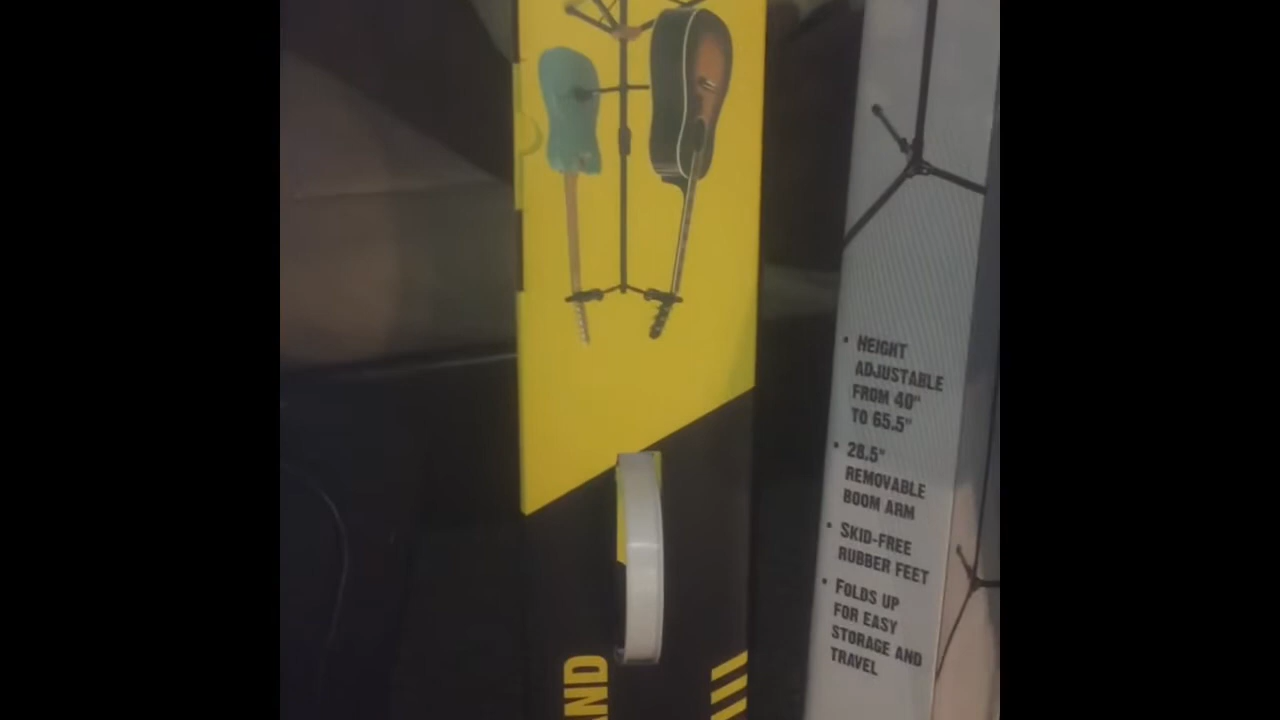 • HEIGHT
ADJUSTABLE
FROM 40"
TO 65.5"
• 28.5"
REMOVABLE
BOOM ARM
• SKID-FREE
RUBBER FEET
• FOLDS UP
FOR EASY
STORAGE AND
TRAVEL